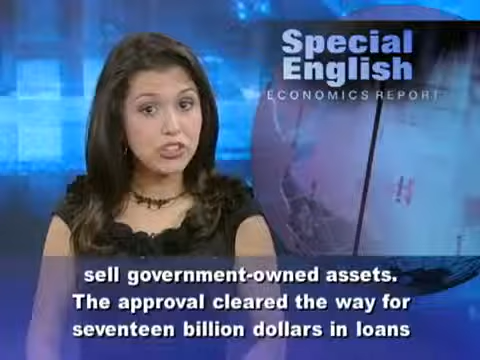 Special
English
ECONOMICS REPORT
sell government-owned assets.
The approval cleared the way for
seventeen billion dollars in loans